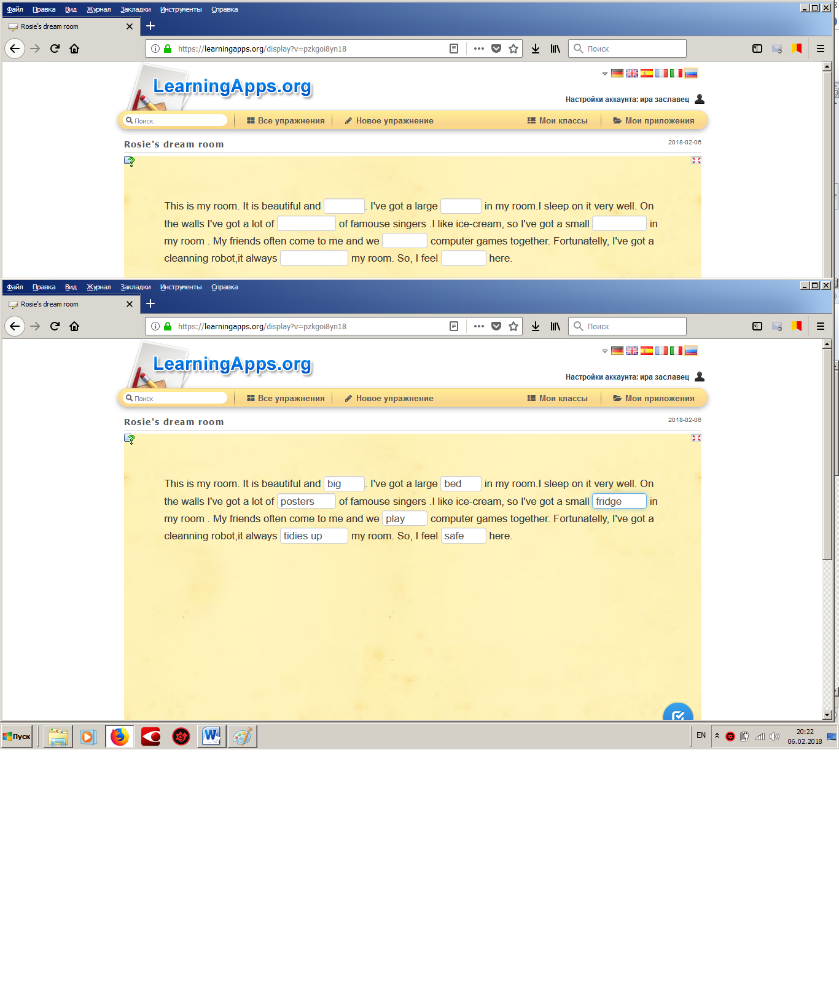 Файл Правка Вид Журнал Закладки Инструменты Справка
Rosie's dream room
https://learningapps.org/display?v=pzkgoi8yn18 Поиск
LearningApps.org
Настройки аккаунта: ира заславец
Поиск Все упражнения Новое упражнение Мои классы Мои приложения
Rosie's dream room 2018-02-06
This is my room. It is beautiful and . I've got a large in my room.I sleep on it very well. On
the walls I've got a lot of of famouse singers .I like ice-cream, so I've got a small in
my room . My friends often come to me and we computer games together. Fortunatelly, I've got a
cleanning robot,it always my room. So, I feel here.
Файл Правка Вид Журнал Закладки Инструменты Справка
Rosie's dream room
https://learningapps.org/display?v=pzkgoi8yn18 Поиск
LearningApps.org
Настройки аккаунта: ира заславец
Поиск Все упражнения Новое упражнение Мои классы Мои приложения
Rosie's dream room 2018-02-06
This is my room. It is beautiful and big . I've got a large bed in my room.I sleep on it very well. On
the walls I've got a lot of posters of famouse singers .I like ice-cream, so I've got a small fridge in
my room . My friends often come to me and we play computer games together. Fortunatelly, I've got a
cleanning robot,it always tidies up my room. So, I feel safe here.
Пуск EN 20:22
06.02.2018